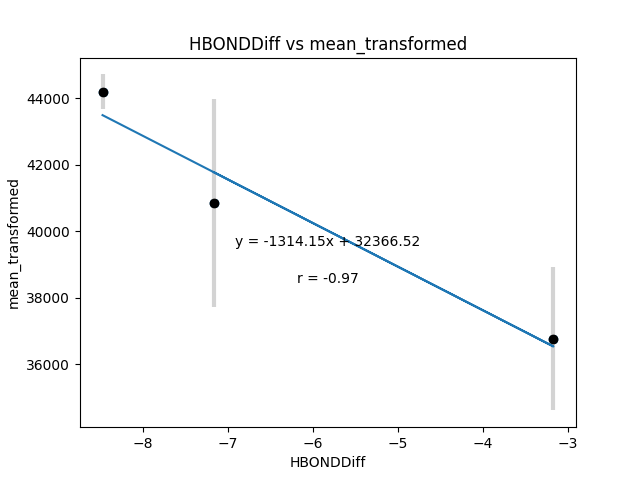 HBONDDiff vs mean_transformed
mean_transformed
44000
42000
40000
38000
36000
y = -1314.15x + 32366.52
r = -0.97
−8
−7
−6
−5
−4
−3
HBONDDiff